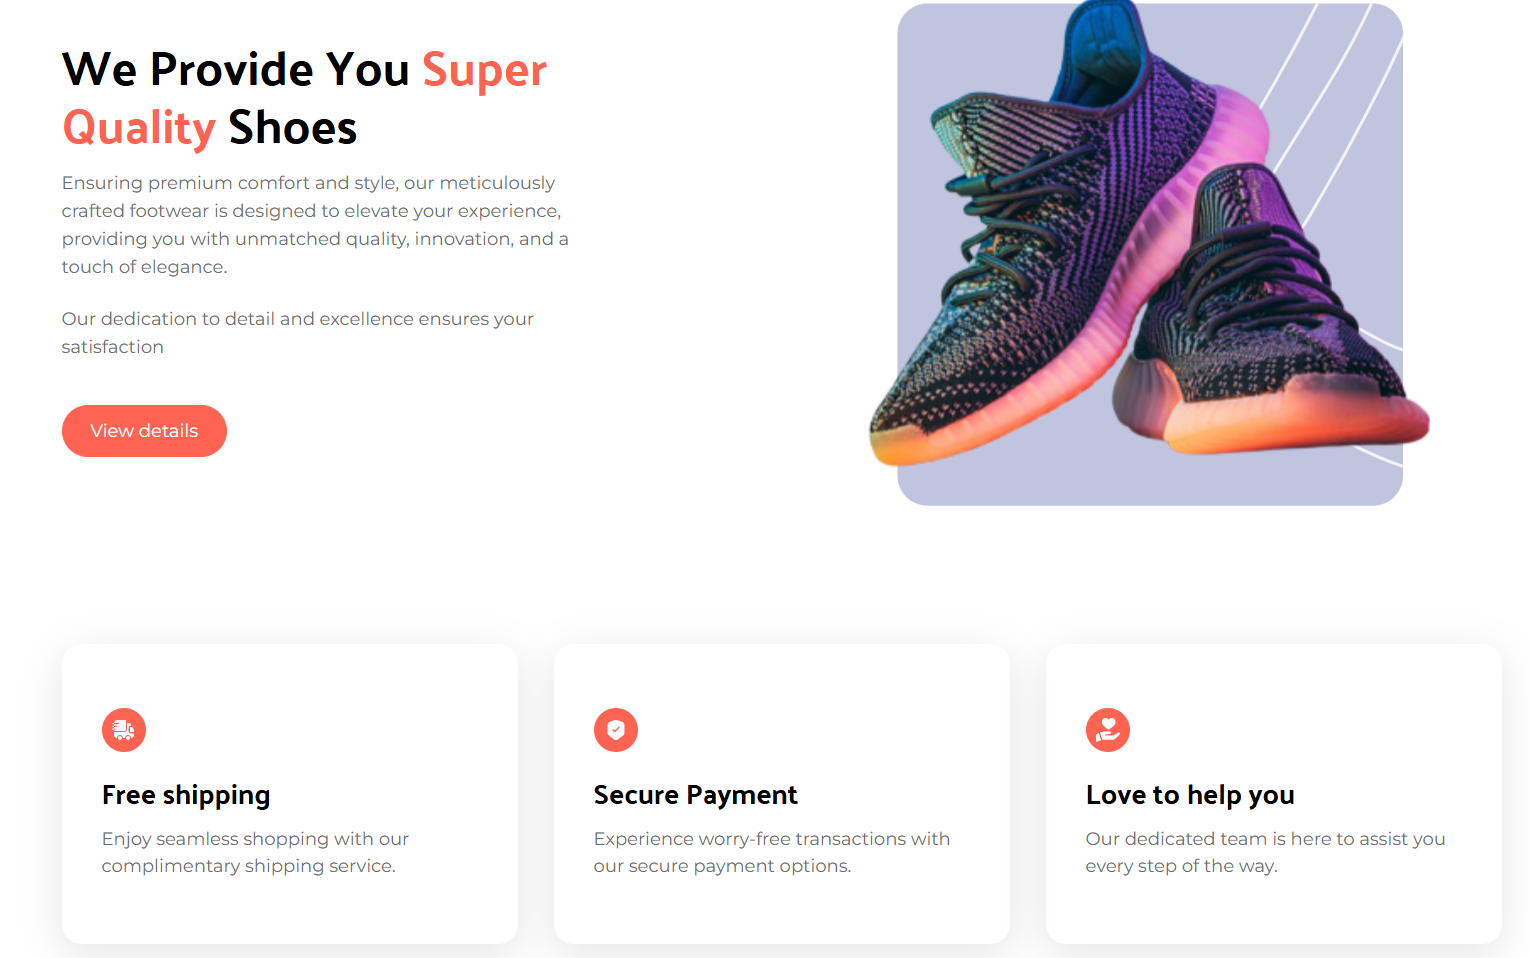 We Provide You Super
Quality Shoes
Ensuring premium comfort and style, our meticulously
crafted footwear is designed to elevate your experience,
providing you with unmatched quality, innovation, and a
touch of elegance.
Our dedication to detail and excellence ensures your
satisfaction
View details
Free shipping
Enjoy seamless shopping with our
complimentary shipping service.
Secure Payment
Experience worry-free transactions with
our secure payment options.
Love to help you
Our dedicated team is here to assist you
every step of the way.